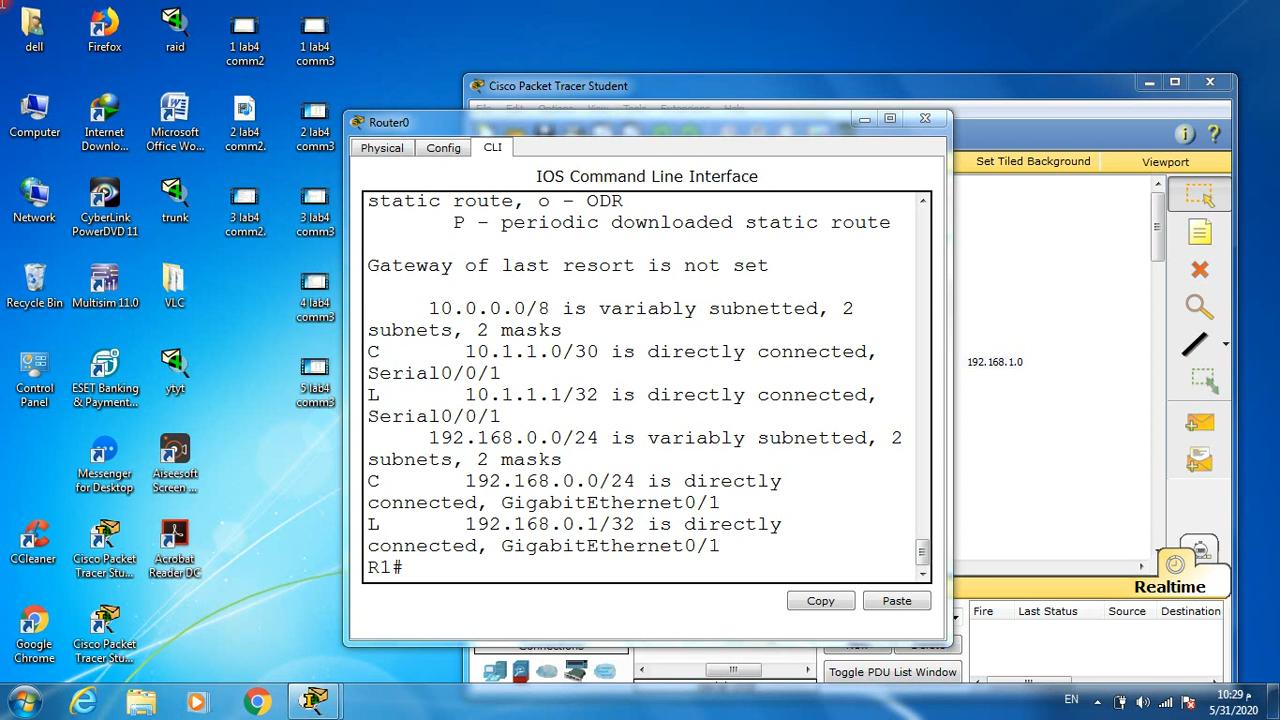 dell
Firefox
raid
1 lab4
comm2
1 lab4
comm3
Computer
Internet
Downlo...
Microsoft
Office Wo...
2 lab4
comm2.
2 lab4
comm3
Network
CyberLink
PowerDVD 11
trunk
3 lab4
comm2.
3 lab4
comm3
Recycle Bin
Multisim 11.0
VLC
4 lab4
comm3
Control
Panel
ESET Banking
& Payment...
ytyt
5 lab4
comm3
Messenger
for Desktop
Aiseesoft
Screen ...
CCleaner
Cisco Packet
Tracer Stu...
Acrobat
Reader DC
Google
Chrome
Cisco Packet
Tracer Stu...
Cisco Packet Tracer Student
File Edit Options View Tools Extensions Help
Set Tiled Background
Viewport
192.168.1.0
Router0
Physical
Config
CLI
IOS Command Line Interface
static route, o - ODR
P - periodic downloaded static route
Gateway of last resort is not set
10.0.0.0/8 is variably subnetted, 2
subnets, 2 masks
C 10.1.1.0/30 is directly connected,
Serial0/0/1
L 10.1.1.1/32 is directly connected,
Serial0/0/1
192.168.0.0/24 is variably subnetted, 2
subnets, 2 masks
C 192.168.0.0/24 is directly
connected, GigabitEthernet0/1
L 192.168.0.1/32 is directly
connected, GigabitEthernet0/1
R1#
Copy
Paste
Realtime
Fire
Last Status
Source
Destination
Toggle PDU List Window
EN
10:29 م
5/31/2020